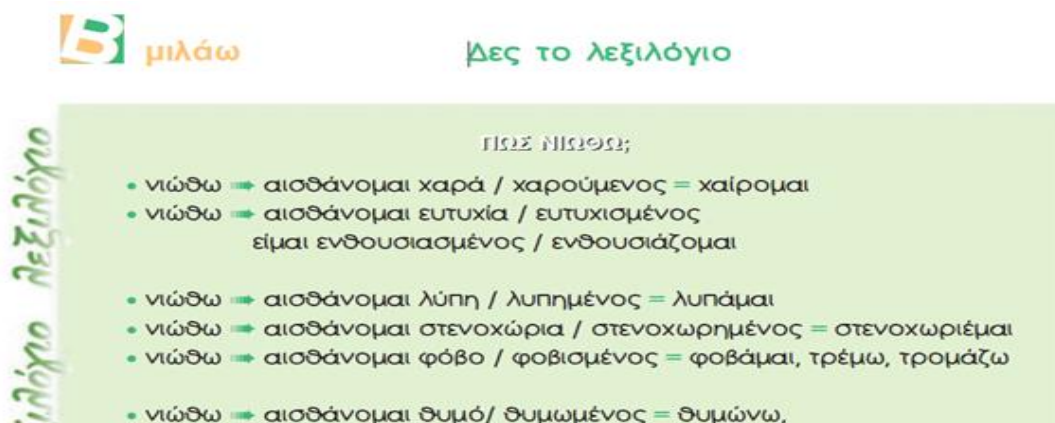 Β μιλάω
Δες το λεξιλόγιο
λεξιλόγιο
ΠΩΣ ΝΙΩΘΩ;
• νιώθω ➠ αισθάνομαι χαρά / χαρούμενος = χαίρομαι
• νιώθω ➠ αισθάνομαι ευτυχία / ευτυχισμένος
είμαι ενθουσιασμένος / ενθουσιάζομαι
• νιώθω ➠ αισθάνομαι λύπη / λυπημένος = λυπάμαι
• νιώθω ➠ αισθάνομαι στενοχώρια / στενοχωρημένος = στενοχωριέμαι
• νιώθω ➠ αισθάνομαι φόβο / φοβισμένος = φοβάμαι, τρέμω, τρομάζω
• νιώθω ➠ αισθάνομαι θυμό/ θυμωμένος = θυμώνω,